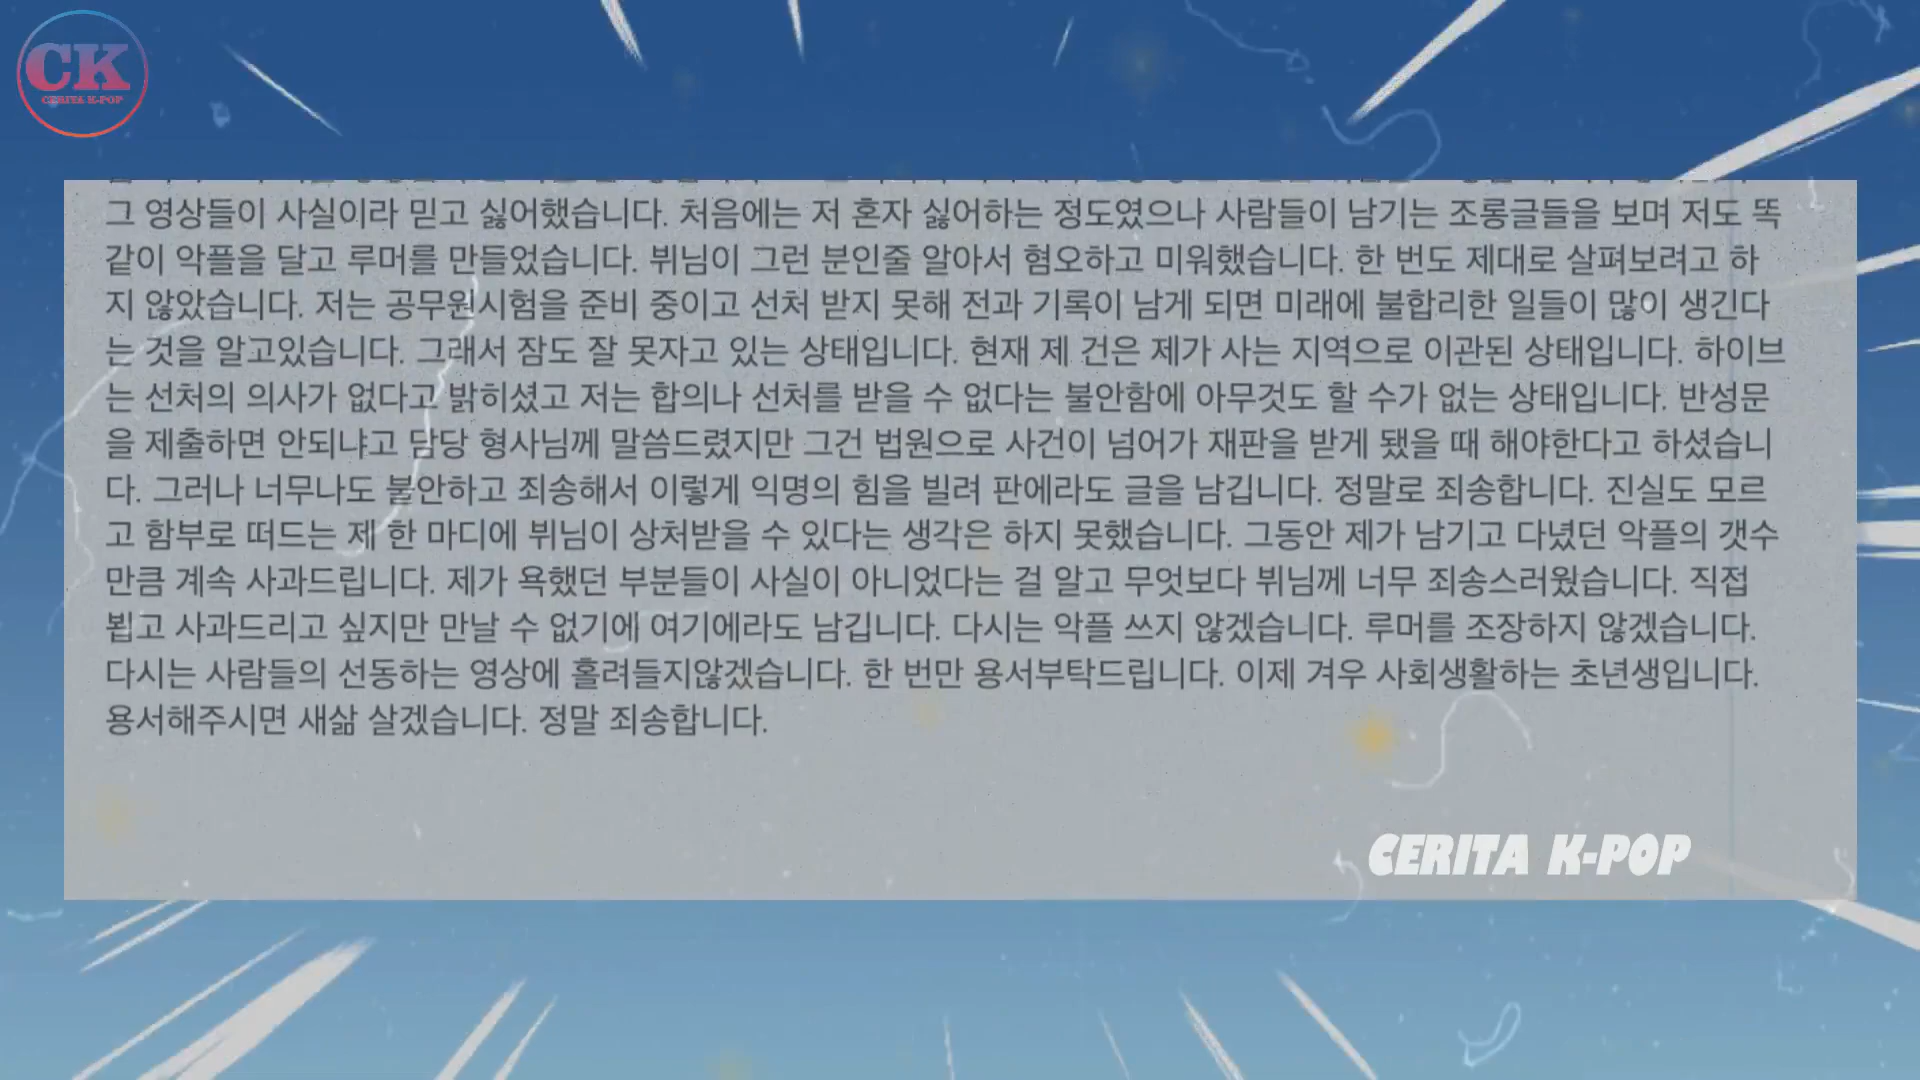 CK
CERITA K-POP
그 영상들이 사실이라 믿고 싫어했습니다. 처음에는 저 혼자 싫어하는 정도였으나 사람들이 남기는 조롱글들을 보며 저도 똑
같이 악플을 달고 루머를 만들었습니다. 뷔님이 그런 분인줄 알아서 혐오하고 미워했습니다. 한 번도 제대로 살펴보려고 하
지 않았습니다. 저는 공무원시험을 준비 중이고 선처 받지 못해 전과 기록이 남게 되면 미래에 불합리한 일들이 많이 생긴다
는 것을 알고있습니다. 그래서 잠도 잘 못자고 있는 상태입니다. 현재 제 건은 제가 사는 지역으로 이관된 상태입니다. 하이브
는 선처의 의사가 없다고 밝히셨고 저는 합의나 선처를 받을 수 없다는 불안함에 아무것도 할 수가 없는 상태입니다. 반성문
을 제출하면 안되냐고 담당 형사님께 말씀드렸지만 그건 법원으로 사건이 넘어가 재판을 받게 됐을 때 해야한다고 하셨습니
다. 그러나 너무나도 불안하고 죄송해서 이렇게 익명의 힘을 빌려 판에라도 글을 남깁니다. 정말로 죄송합니다. 진실도 모르
고 함부로 떠드는 제 한 마디에 뷔님이 상처받을 수 있다는 생각은 하지 못했습니다. 그동안 제가 남기고 다녔던 악플의 갯수
만큼 계속 사과드립니다. 제가 욕했던 부분들이 사실이 아니었다는 걸 알고 무엇보다 뷔님께 너무 죄송스러웠습니다. 직접
뵙고 사과드리고 싶지만 만날 수 없기에 여기에라도 남깁니다. 다시는 악플 쓰지 않겠습니다. 루머를 조장하지 않겠습니다.
다시는 사람들의 선동하는 영상에 홀려들지않겠습니다. 한 번만 용서부탁드립니다. 이제 겨우 사회생활하는 초년생입니다.
용서해주시면 새삶 살겠습니다. 정말 죄송합니다.
CERITA K-POP